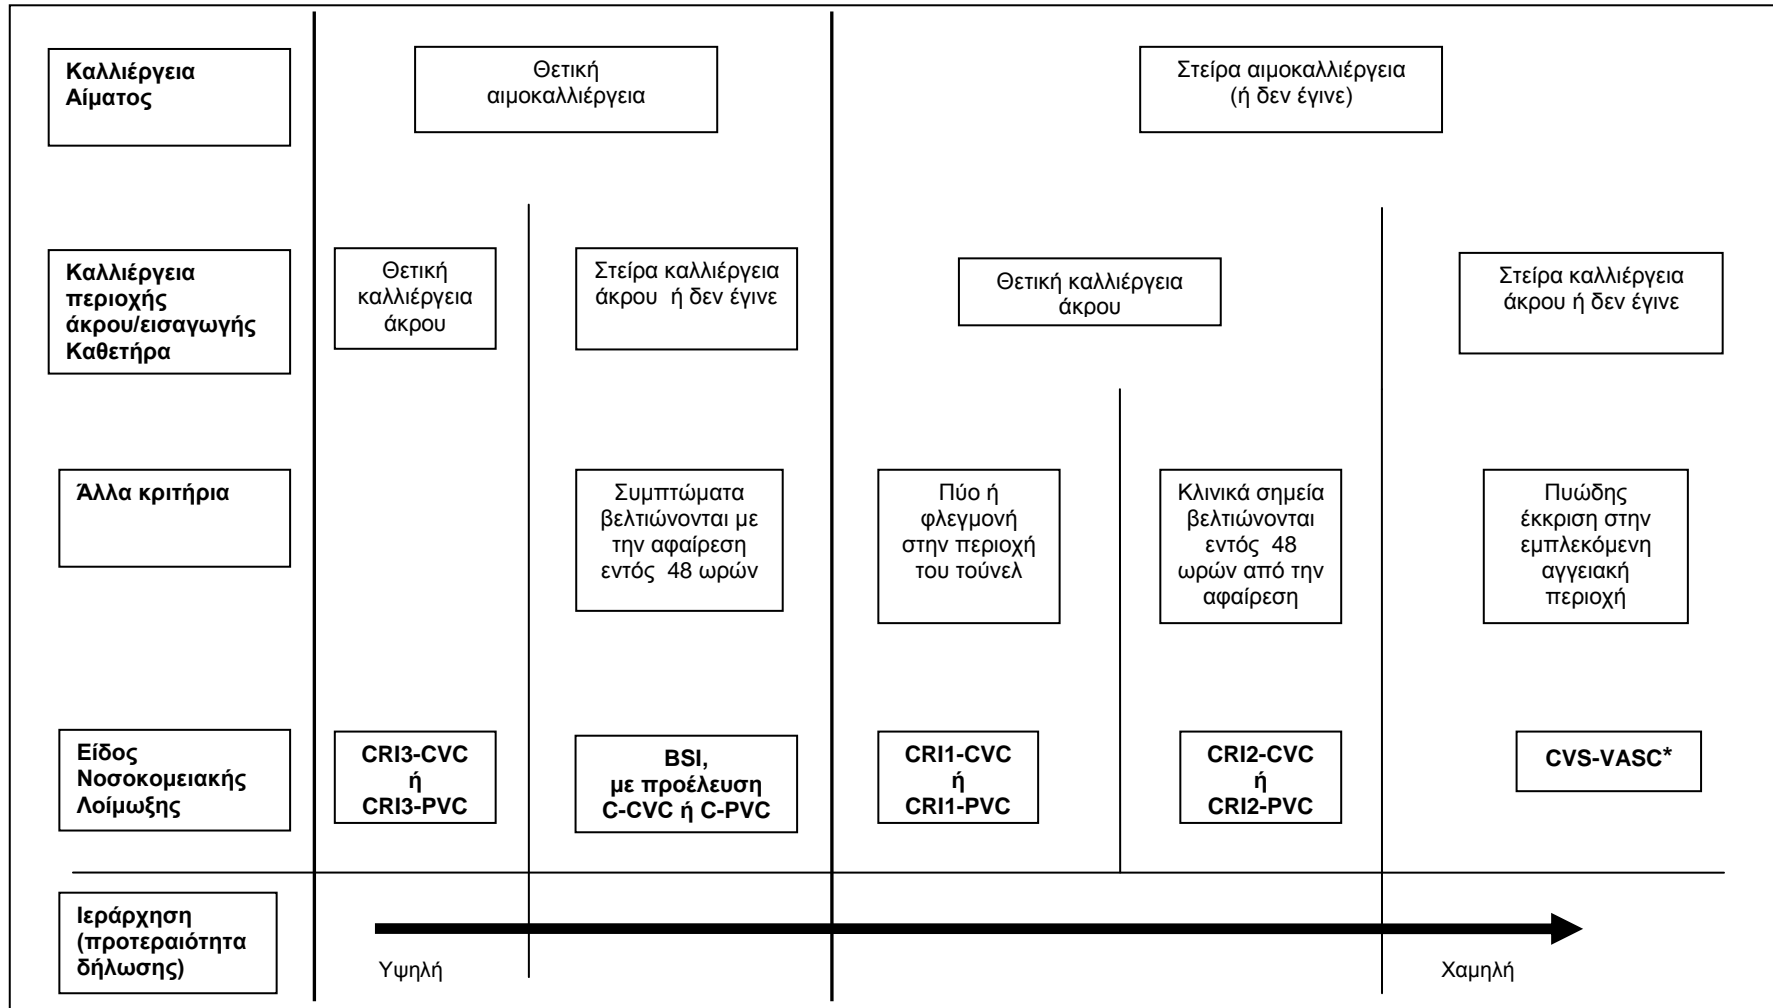 Καλλιέργεια
Αίματος
Θετική
αιμοκαλλιέργεια
Στείρα αιμοκαλλιέργεια
(ή δεν έγινε)
Καλλιέργεια
περιοχής
άκρου/εισαγωγής
Καθετήρα
Θετική
καλλιέργεια
άκρου
Στείρα καλλιέργεια
άκρου ή δεν έγινε
Θετική καλλιέργεια
άκρου
Στείρα καλλιέργεια
άκρου ή δεν έγινε
Άλλα κριτήρια
Συμπτώματα
βελτιώνονται με
την αφαίρεση
εντός 48 ωρών
Πύο ή
φλεγμονή
στην περιοχή
του τούνελ
Κλινικά σημεία
βελτιώνονται
εντός 48
ωρών από την
αφαίρεση
Πυώδης
έκκριση στην
εμπλεκόμενη
αγγειακή
περιοχή
Είδος
Νοσοκομειακής
Λοίμωξης
CRI3-CVC
ή
CRI3-PVC
BSI,
με προέλευση
C-CVC ή C-PVC
CRI1-CVC
ή
CRI1-PVC
CRI2-CVC
ή
CRI2-PVC
CVS-VASC*
Ιεράρχηση
(προτεραιότητα
δήλωσης)
Υψηλή
Χαμηλή